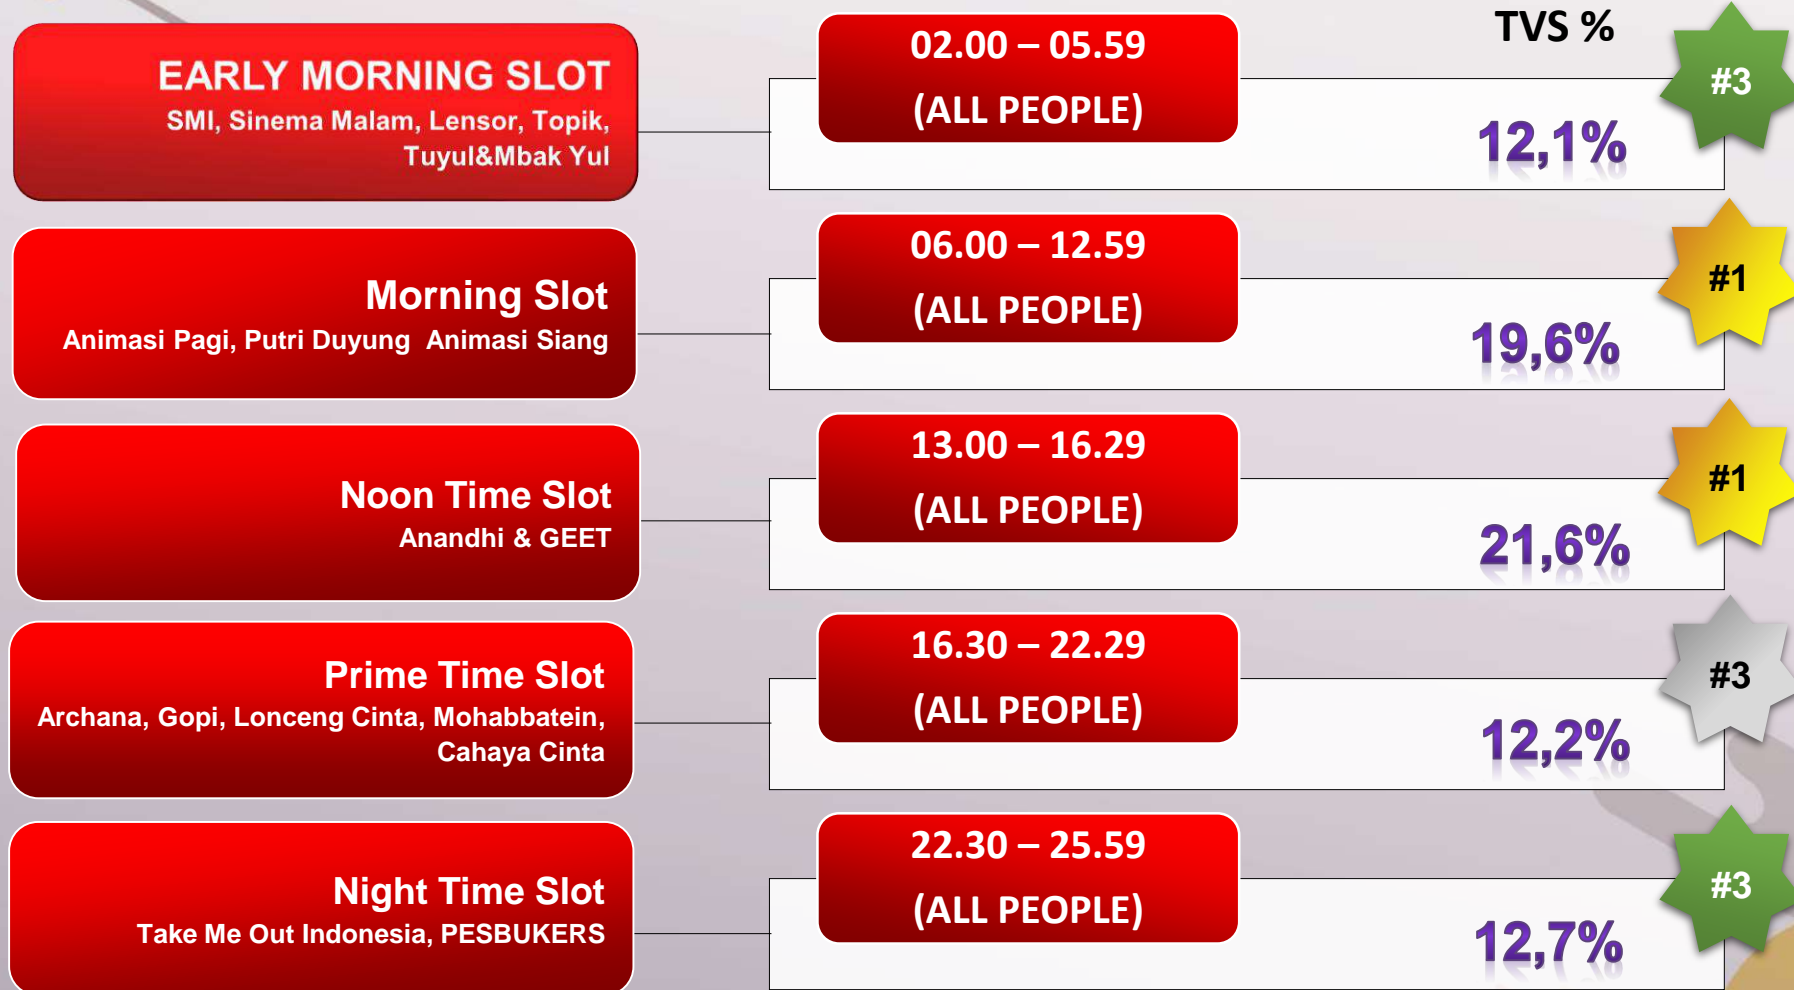 TVS %
EARLY MORNING SLOT
SMI, Sinema Malam, Lensor, Topik,
Tuyul&Mbak Yul
02.00 – 05.59
(ALL PEOPLE)
12,1%
#3
Morning Slot
Animasi Pagi, Putri Duyung  Animasi Siang
06.00 – 12.59
(ALL PEOPLE)
19,6%
#1
Noon Time Slot
Anandhi & GEET
13.00 – 16.29
(ALL PEOPLE)
21,6%
#1
Prime Time Slot
Archana, Gopi, Lonceng Cinta, Mohabbatein,
Cahaya Cinta
16.30 – 22.29
(ALL PEOPLE)
12,2%
#3
Night Time Slot
Take Me Out Indonesia, PESBUKERS
22.30 – 25.59
(ALL PEOPLE)
12,7%
#3